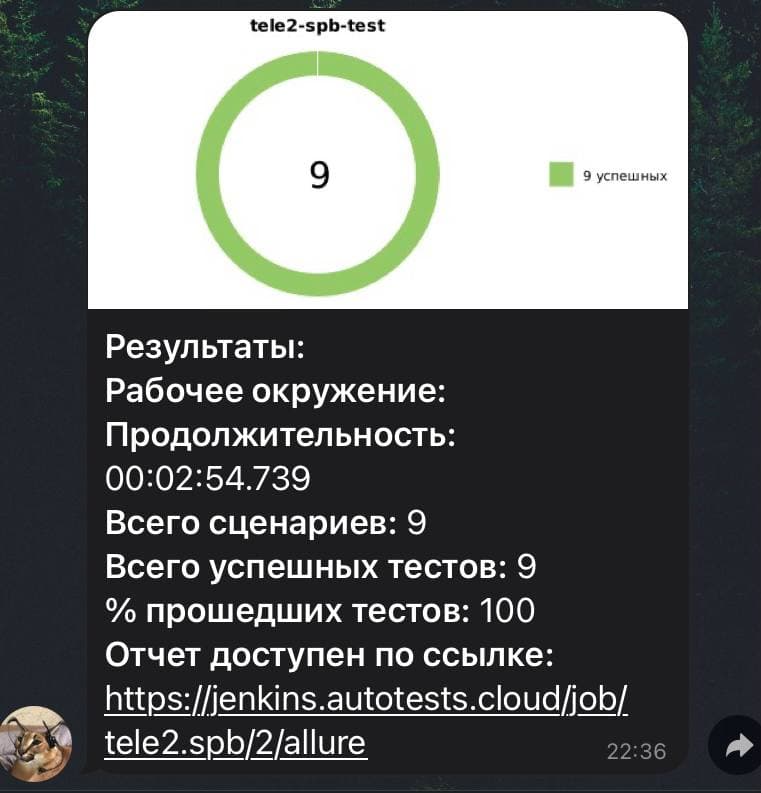 tele2-spb-test
9
9 успешных
Результаты:
Рабочее окружение:
Продолжительность:
00:02:54.739
Всего сценариев: 9
Всего успешных тестов: 9
% прошедших тестов: 100
Отчет доступен по ссылке:
https://jenkins.autotests.cloud/job/
tele2.spb/2/allure
22:36